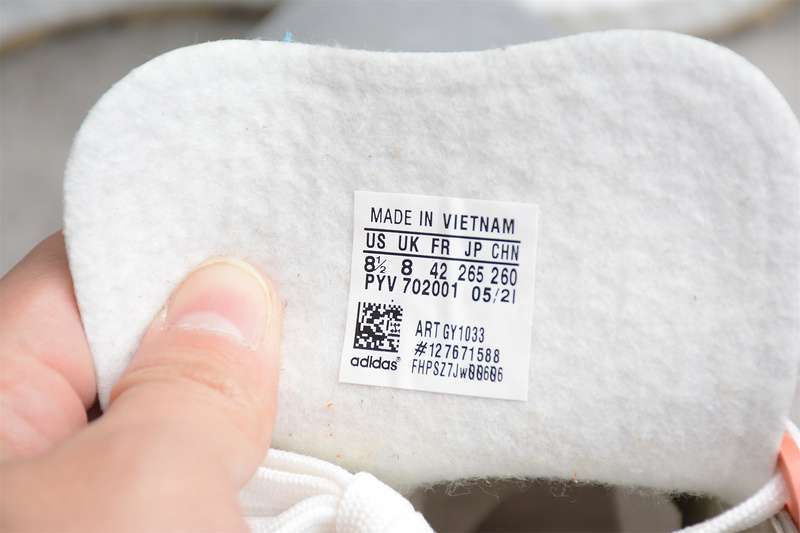 MADE IN VIETNAM
US UK FR JP CHN
8½ 8 42 265 260
PYV 702001 05/21
ART GY1033
#127671588
adidas® FHPSZ7Jw00606